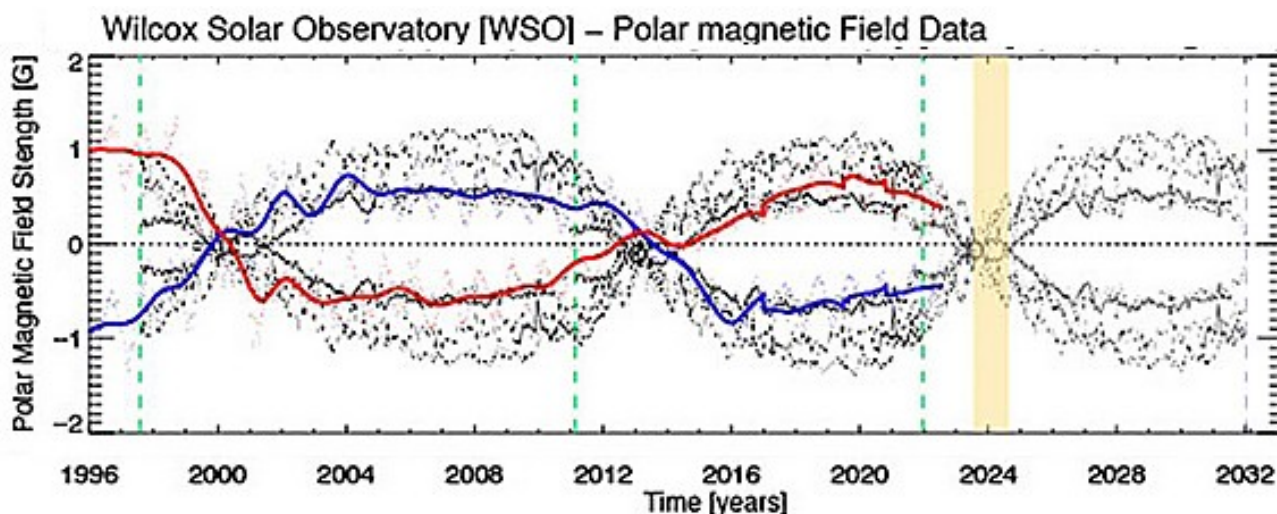 Wilcox Solar Observatory [WSO] – Polar magnetic Field Data
Polar Magnetic Field Stength [G]
2
1
0
−1
−2
1996 2000 2004 2008 2012 2016 2020 2024 2028 2032
Time [years]